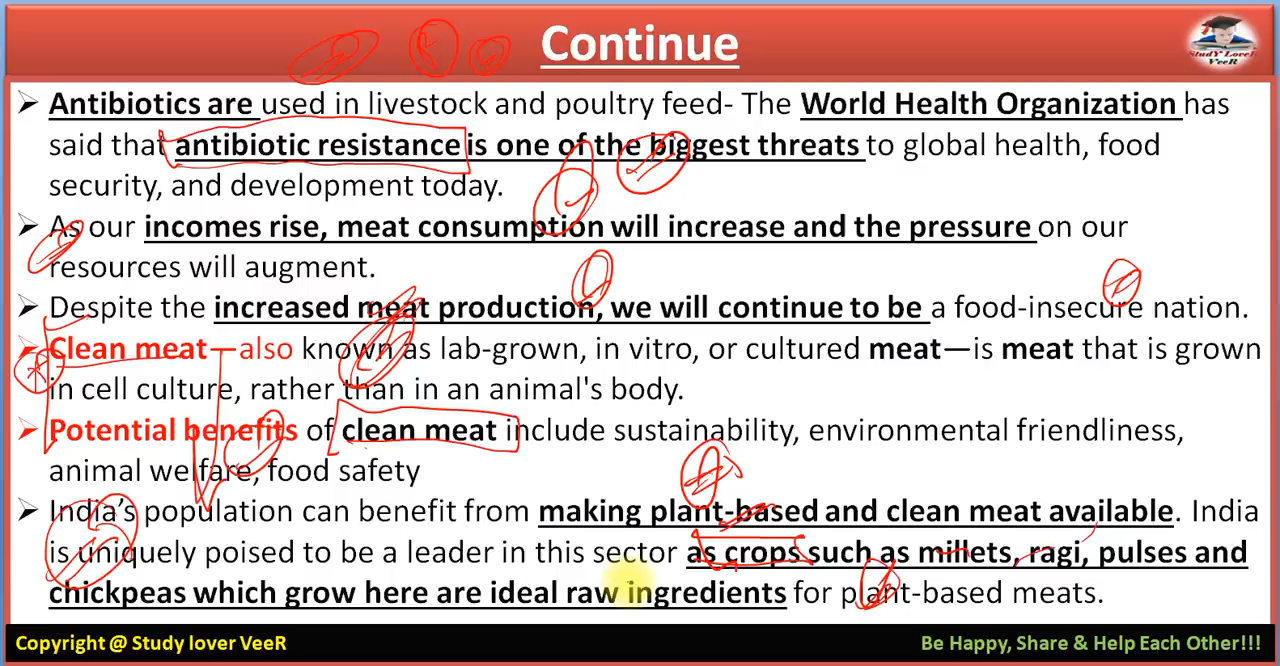 Continue
StudY LoveR
VeeR
➢ Antibiotics are used in livestock and poultry feed- The World Health Organization has
said that antibiotic resistance is one of the biggest threats to global health, food
security, and development today.
➢ As our incomes rise, meat consumption will increase and the pressure on our
resources will augment.
➢ Despite the increased meat production, we will continue to be a food-insecure nation.
➢ Clean meat—also known as lab-grown, in vitro, or cultured meat—is meat that is grown
in cell culture, rather than in an animal's body.
➢ Potential benefits of clean meat include sustainability, environmental friendliness,
animal welfare, food safety
➢ India’s population can benefit from making plant-based and clean meat available. India
is uniquely poised to be a leader in this sector as crops such as millets, ragi, pulses and
chickpeas which grow here are ideal raw ingredients for plant-based meats.
Copyright @ Study lover VeeR
Be Happy, Share & Help Each Other!!!